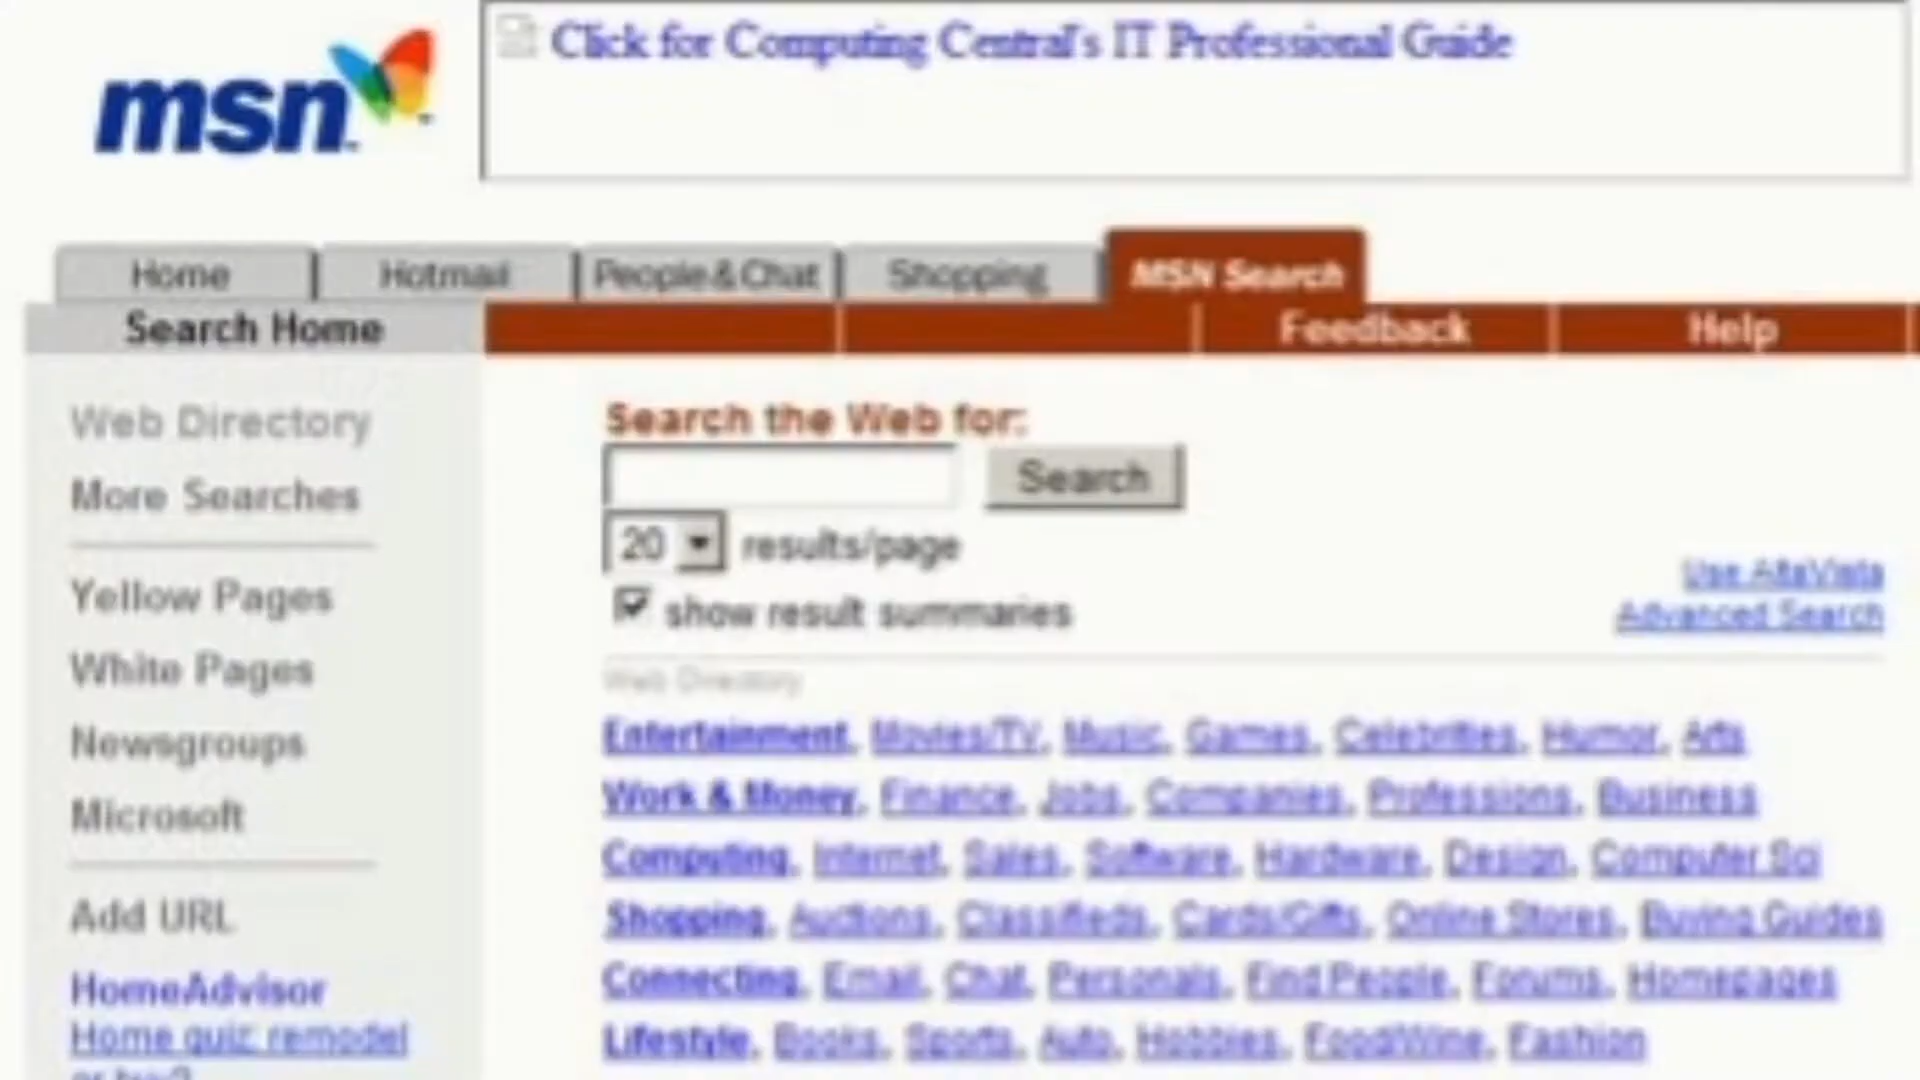 msn
Click for Computing Central's IT Professional Guide
Home Hotmail People & Chat Shopping MSN Search
Search Home Feedback Help
Web Directory
More Searches
Yellow Pages
White Pages
Newsgroups
Microsoft
Add URL
HomeAdvisor
Home quiz: remodel
or buy?
Search the Web for:
Search
20 results/page
show result summaries
Use AltaVista
Advanced Search
Web Directory
Entertainment, Movies/TV, Music, Games, Celebrities, Humor, Arts
Work & Money, Finance, Jobs, Companies, Professions, Business
Computing, Internet, Sales, Software, Hardware, Design, Computer Sci
Shopping, Auctions, Classifieds, Cards/Gifts, Online Stores, Buying Guides
Connecting, Email, Chat, Personals, Find People, Forums, Homepages
Lifestyle, Books, Sports, Auto, Hobbies, Food/Wine, Fashion